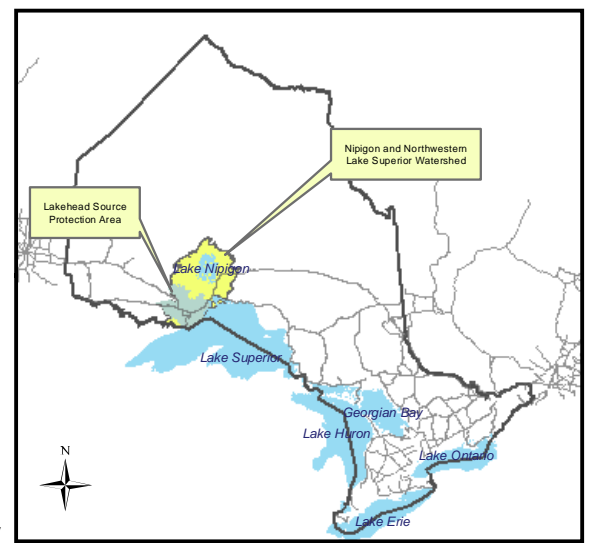 Nipigon and Northwestern
Lake Superior Watershed
Lakehead Source
Protection Area
Lake Nipigon
Lake Superior
Georgian Bay
Lake Huron
Lake Ontario
N
Lake Erie